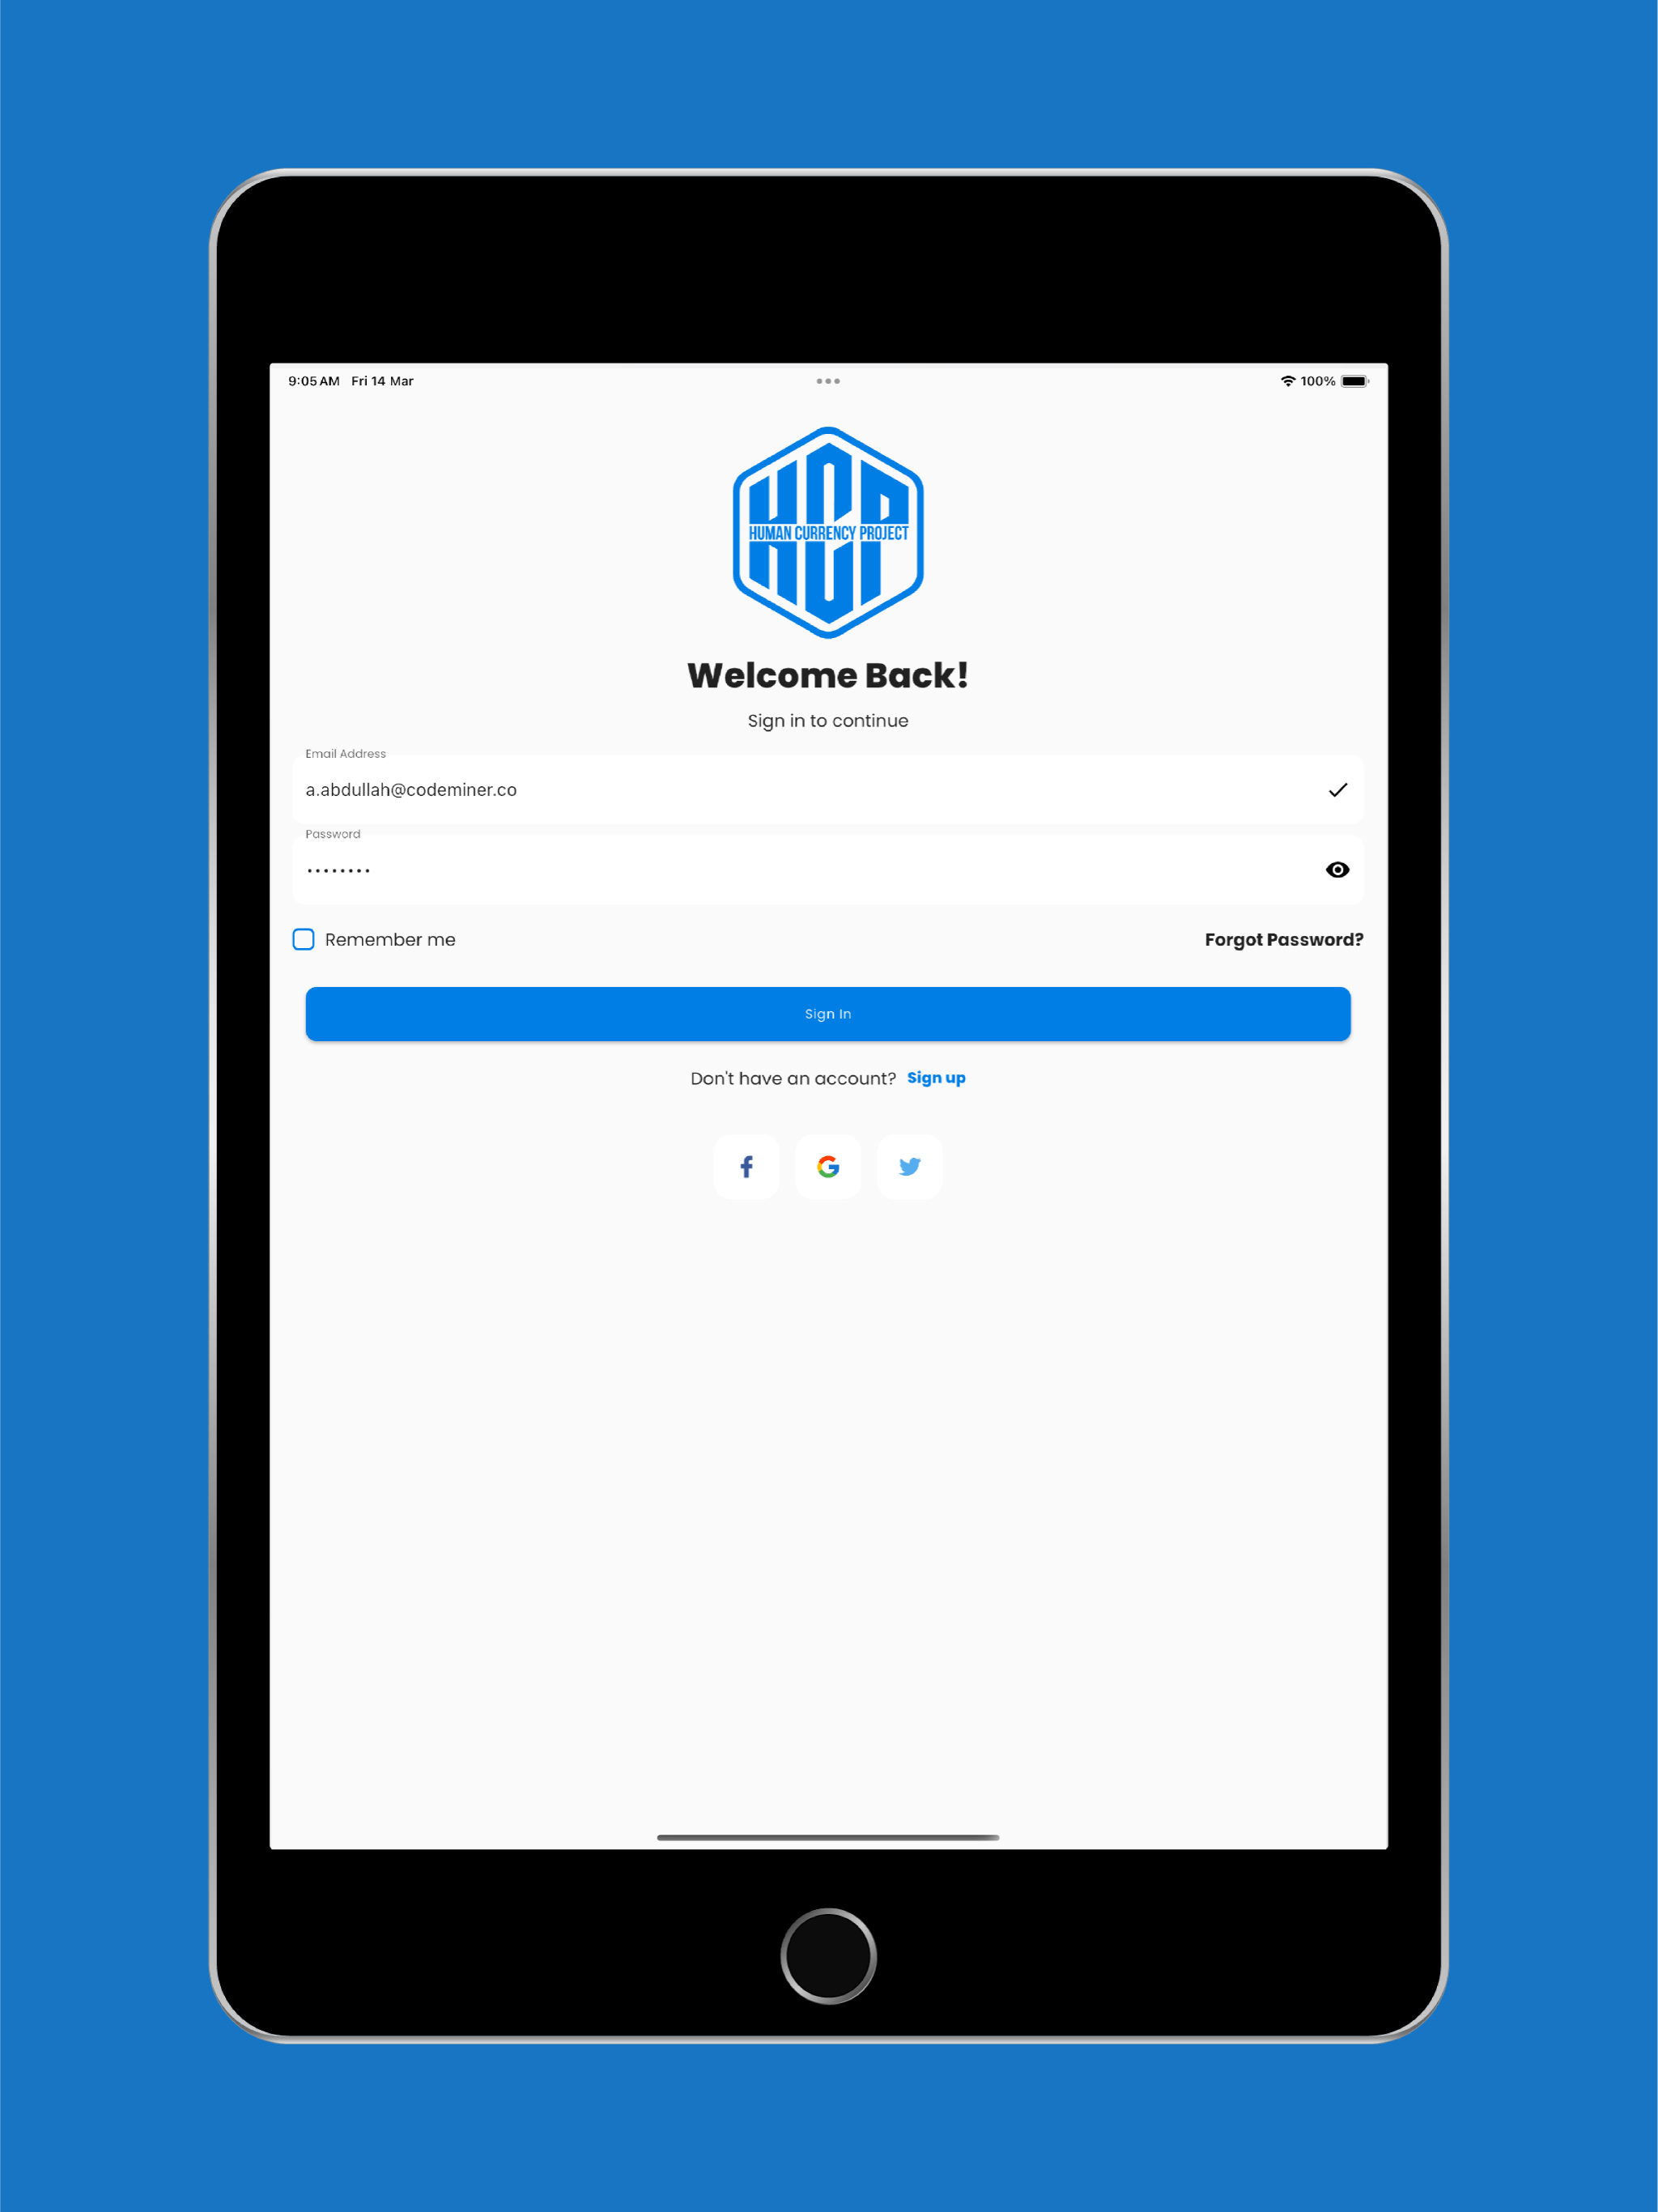 9:05 AM Fri 14 Mar 100%
HCP
HUMAN CURRENCY PROJECT
Welcome Back!
Sign in to continue
Email Address
a.abdullah@codeminer.co
Password
••••••••
Remember me Forgot Password?
Sign In
Don't have an account? Sign up